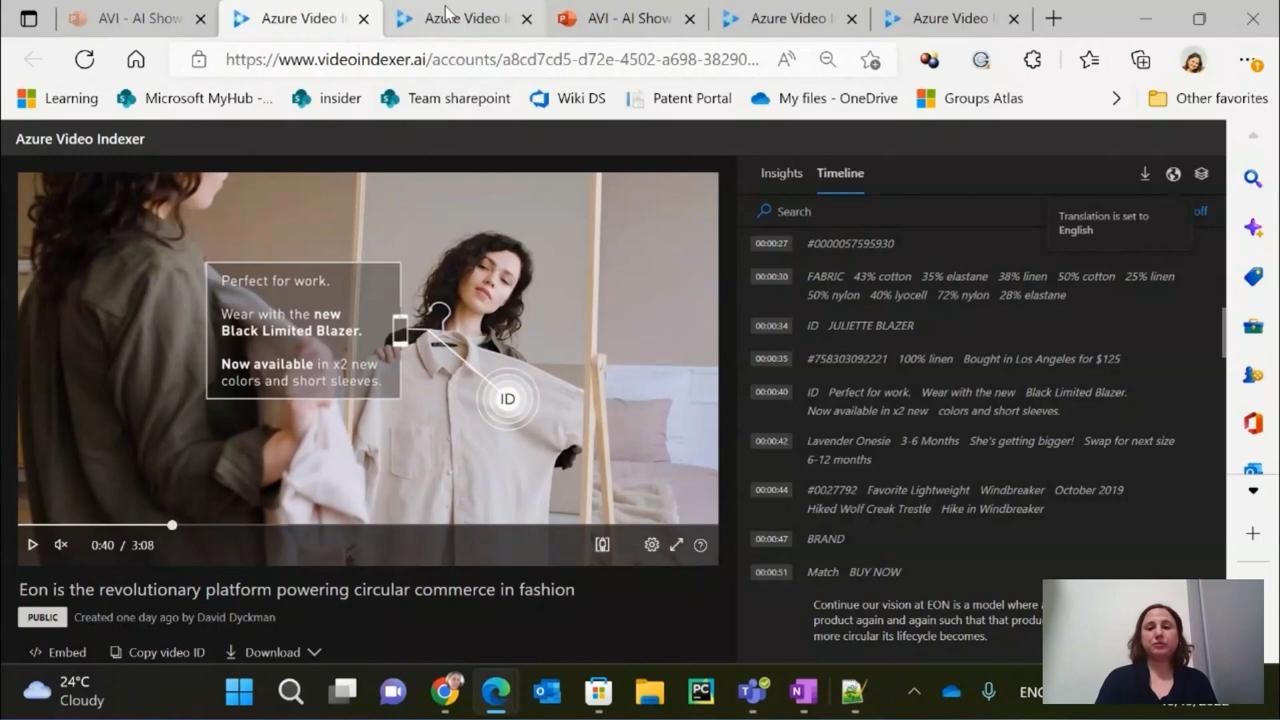 AVI - AI Show
Azure Video I
Azure Video I
AVI - AI Show
Azure Video
Azure Video
https://www.videoindexer.ai/accounts/a8cd7cd5-d72e-4502-a698-38290...
Learning
Microsoft MyHub -...
insider
Team sharepoint
Wiki DS
Patent Portal
My files - OneDrive
Groups Atlas
Other favorites
Azure Video Indexer
Perfect for work.
Wear with the new
Black Limited Blazer.
Now available in x2 new
colors and short sleeves.
ID
0:40 / 3:08
Eon is the revolutionary platform powering circular commerce in fashion
PUBLIC Created one day ago by David Dyckman
</> Embed Copy video ID Download
Insights Timeline
Search
off
Translation is set to
English
00:00:27 #0000057595930
00:00:30 FABRIC 43% cotton 35% elastane 38% linen 50% cotton 25% linen
50% nylon 40% lyocell 72% nylon 28% elastane
00:00:34 ID JULIETTE BLAZER
00:00:35 #758303092221 100% linen Bought in Los Angeles for $125
00:00:40 ID Perfect for work. Wear with the new Black Limited Blazer.
Now available in x2 new colors and short sleeves.
00:00:42 Lavender Onesie 3-6 Months She's getting bigger! Swap for next size
6-12 months
00:00:44 #0027792 Favorite Lightweight Windbreaker October 2019
Hiked Wolf Creak Trestle Hike in Windbreaker
00:00:47 BRAND
00:00:51 Match BUY NOW
Continue our vision at EON is a model where
product again and again such that that produ
more circular its lifecycle becomes.
24°C
Cloudy
PC
ENG